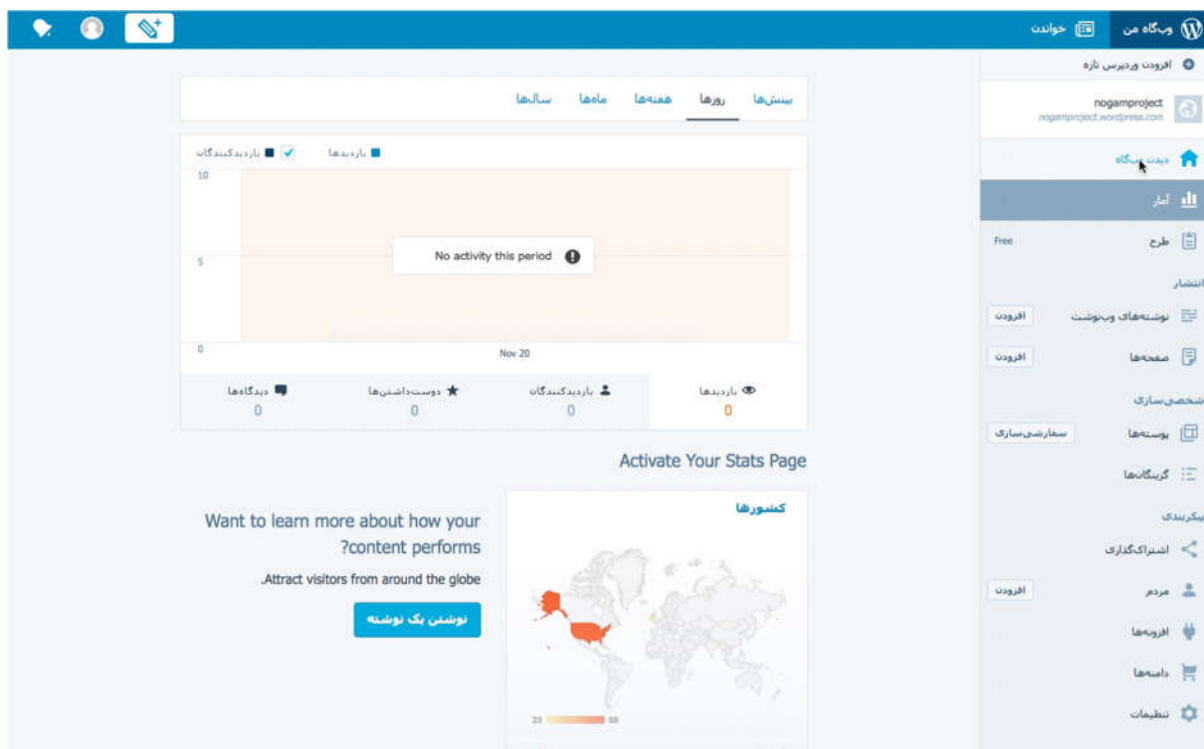 وب‌گاه من
خواندن
افزودن وردپرس تازه
nogamproject
nogamproject.wordpress.com
دیدن وب‌گاه
آمار
طرح
Free
انتشار
نوشته‌های وب‌نوشت
افزودن
صفحه‌ها
افزودن
شخصی‌سازی
پوسته‌ها
سفارشی‌سازی
گزینگان‌ها
پیکربندی
اشتراک‌گذاری
مردم
افزودن
افزونه‌ها
دامنه‌ها
تنظیمات
بینش‌ها روزها هفته‌ها ماه‌ها سال‌ها
بازدیدها بازدیدکنندگان
10
5
0
No activity this period
Nov 20
بازدیدها
0
بازدیدکنندگان
0
دوست‌داشتن‌ها
0
دیدگاه‌ها
0
Activate Your Stats Page
کشورها
23 88
Want to learn more about how your
?content performs
.Attract visitors from around the globe
نوشتن یک نوشته